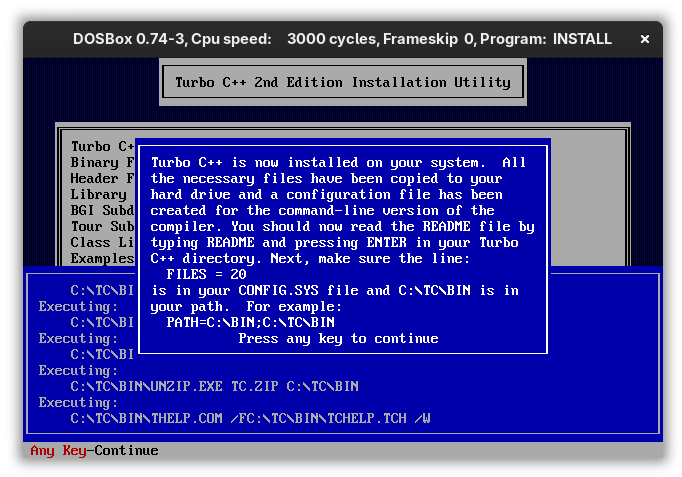 DOSBox 0.74-3, Cpu speed: 3000 cycles, Frameskip 0, Program: INSTALL ×
Turbo C++ 2nd Edition Installation Utility
Turbo C+
Binary F
Header F
Library
BGI Subd
Tour Sub
Class Li
Examples
Turbo C++ is now installed on your system. All
the necessary files have been copied to your
hard drive and a configuration file has been
created for the command-line version of the
compiler. You should now read the README file by
typing README and pressing ENTER in your Turbo
C++ directory. Next, make sure the line:
FILES = 20
is in your CONFIG.SYS file and C:\TC\BIN is in
your path. For example:
PATH=C:\BIN;C:\TC\BIN
Press any key to continue
C:\TC\BI
Executing:
C:\TC\BI
Executing:
C:\TC\BI
Executing:
C:\TC\BIN\UNZIP.EXE TC.ZIP C:\TC\BIN
Executing:
C:\TC\BIN\THELP.COM /FC:\TC\BIN\TCHELP.TCH /W
Any Key-Continue